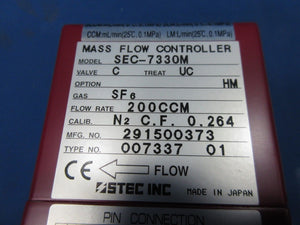 CCM:mL/min(25℃, 0.1MPa) LM:L/min(25℃, 0.1MPa)
MASS FLOW CONTROLLER
MODEL SEC-7330M
VALVE C TREAT UC
OPTION HM
GAS SF6
FLOW RATE 200CCM
CALIB. N2 C.F. 0.264
MFG. NO. 291500373
TYPE NO. 007337 01
CE FLOW
STEC INC MADE IN JAPAN
PIN CONNECTION